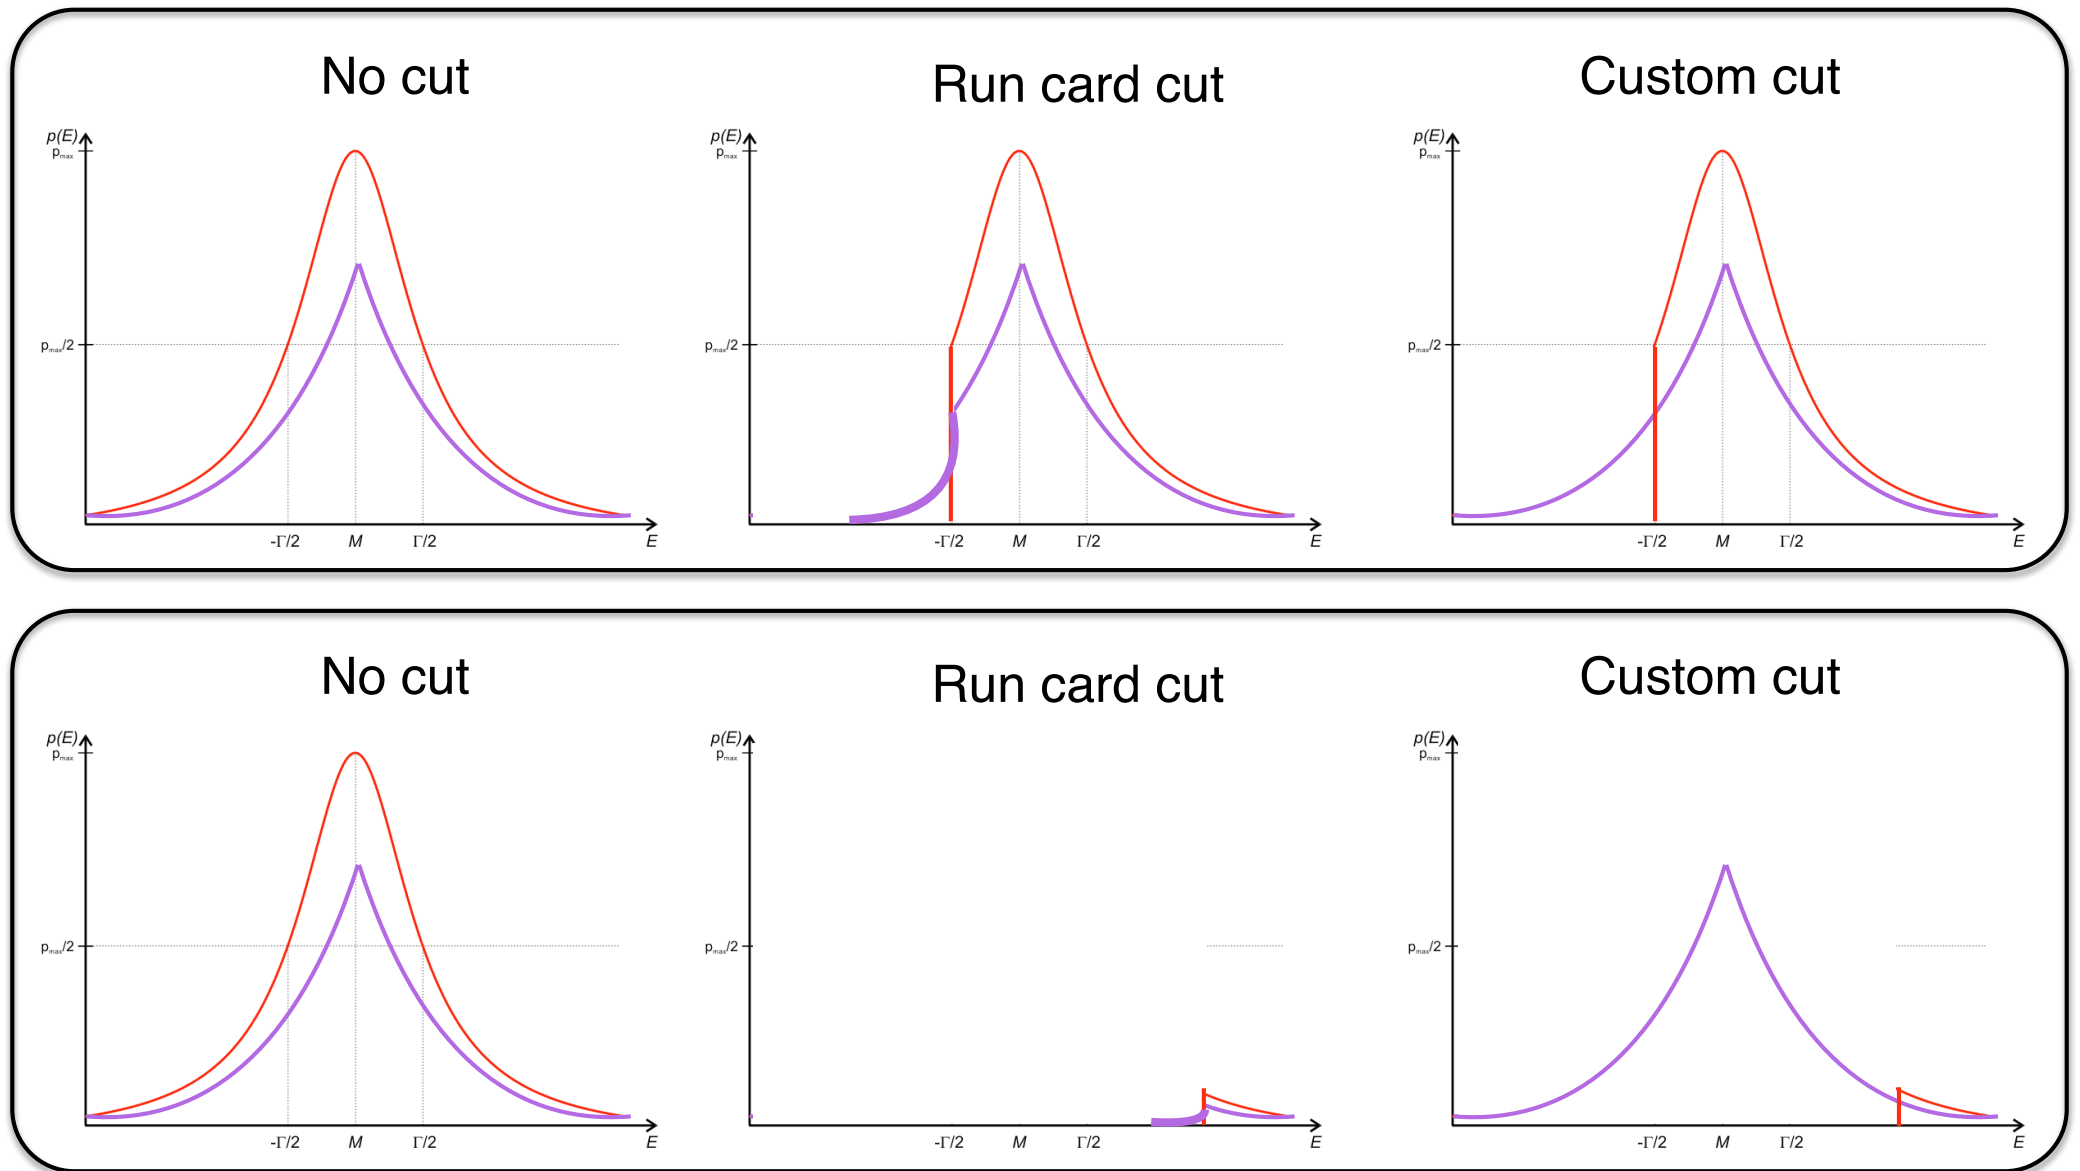 No cut
Run card cut
Custom cut
p(E)
pmax
pmax/2
-Γ/2 M Γ/2 E
p(E)
pmax
pmax/2
-Γ/2 M Γ/2 E
p(E)
pmax
pmax/2
-Γ/2 M Γ/2 E
No cut
Run card cut
Custom cut
p(E)
pmax
pmax/2
-Γ/2 M Γ/2 E
p(E)
pmax
pmax/2
-Γ/2 M Γ/2 E
p(E)
pmax
pmax/2
-Γ/2 M Γ/2 E